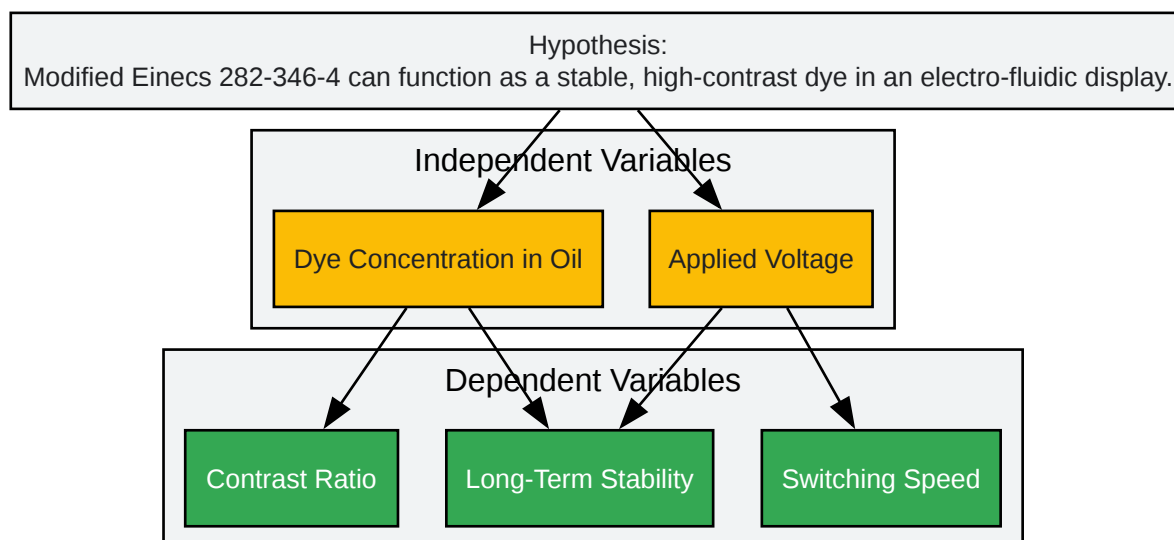 Hypothesis:
Modified Einecs 282-346-4 can function as a stable, high-contrast dye in an electro-fluidic display.
Independent Variables
Dye Concentration in Oil
Applied Voltage
Dependent Variables
Contrast Ratio
Long-Term Stability
Switching Speed